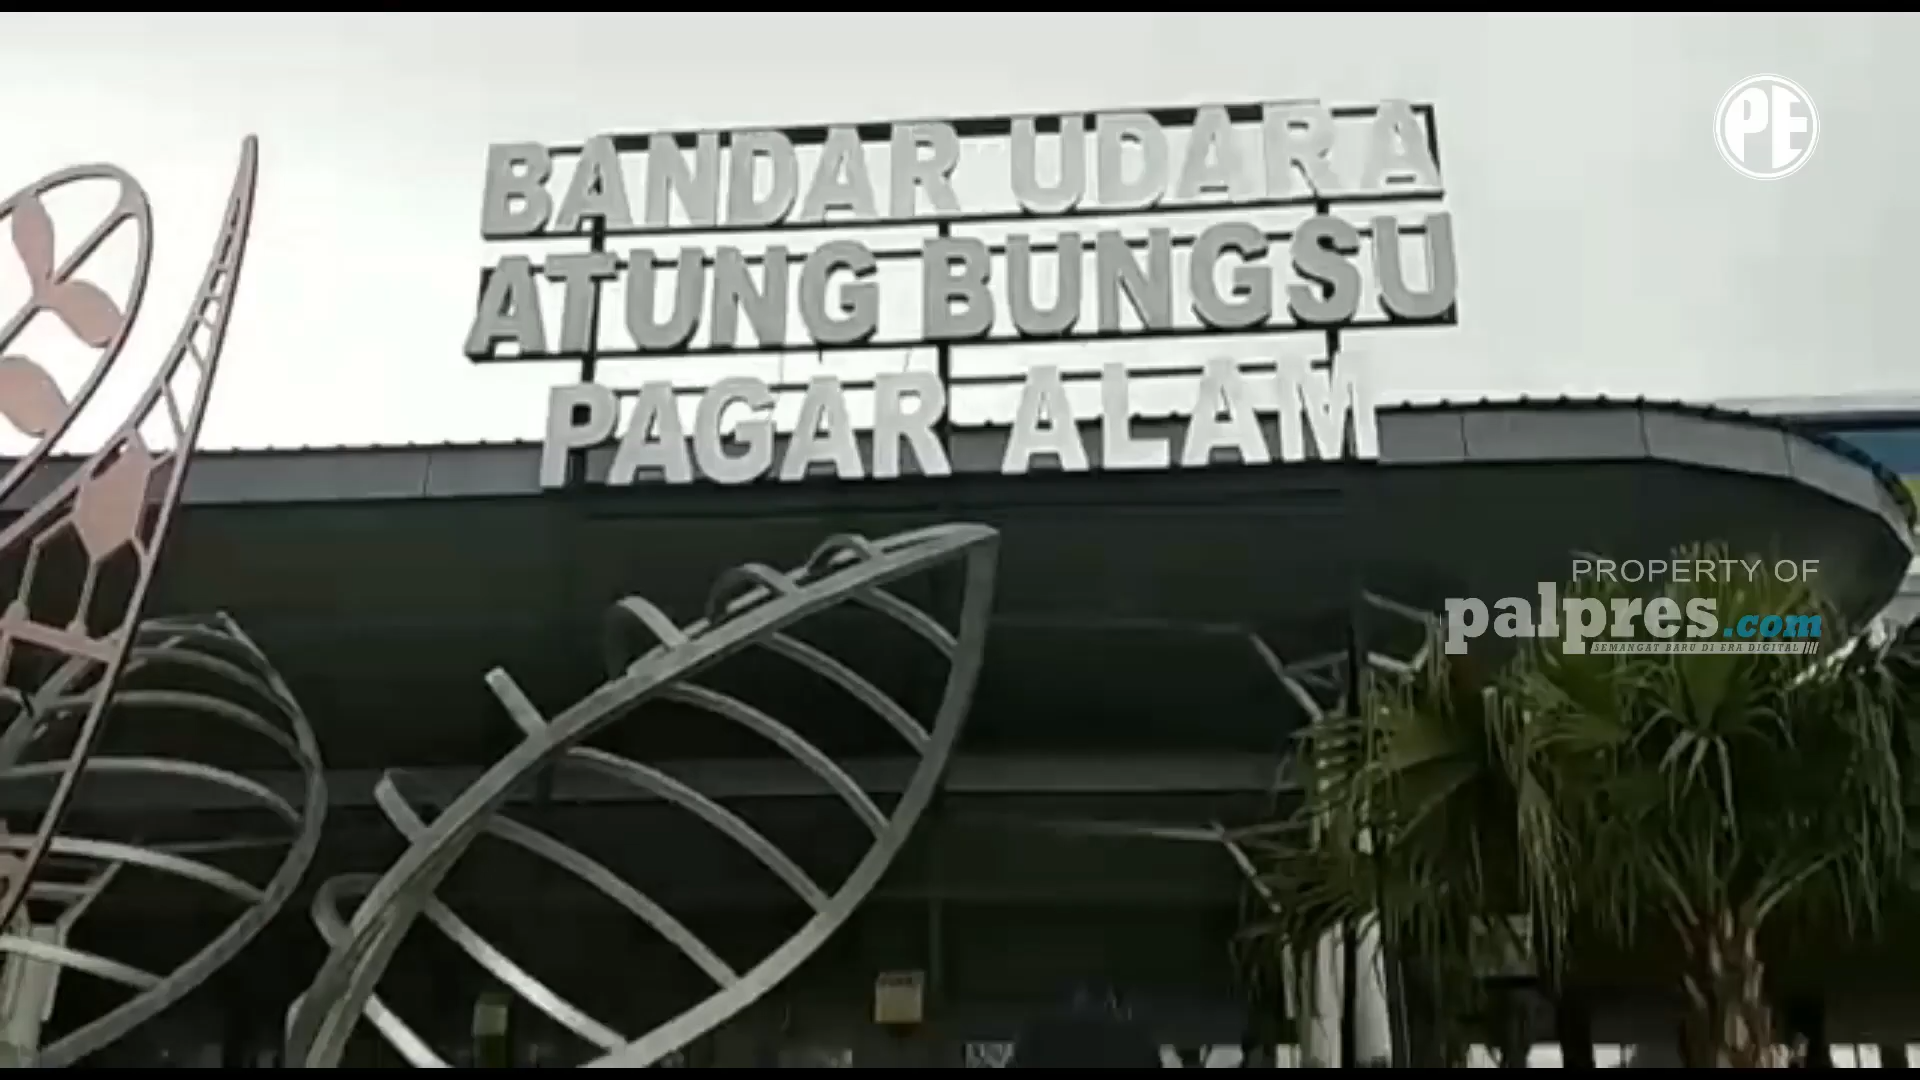 PE
BANDAR UDARA
ATUNG BUNGSU
PAGAR ALAM
PROPERTY OF
palpres.com
SEMANGAT BARU DI ERA DIGITAL